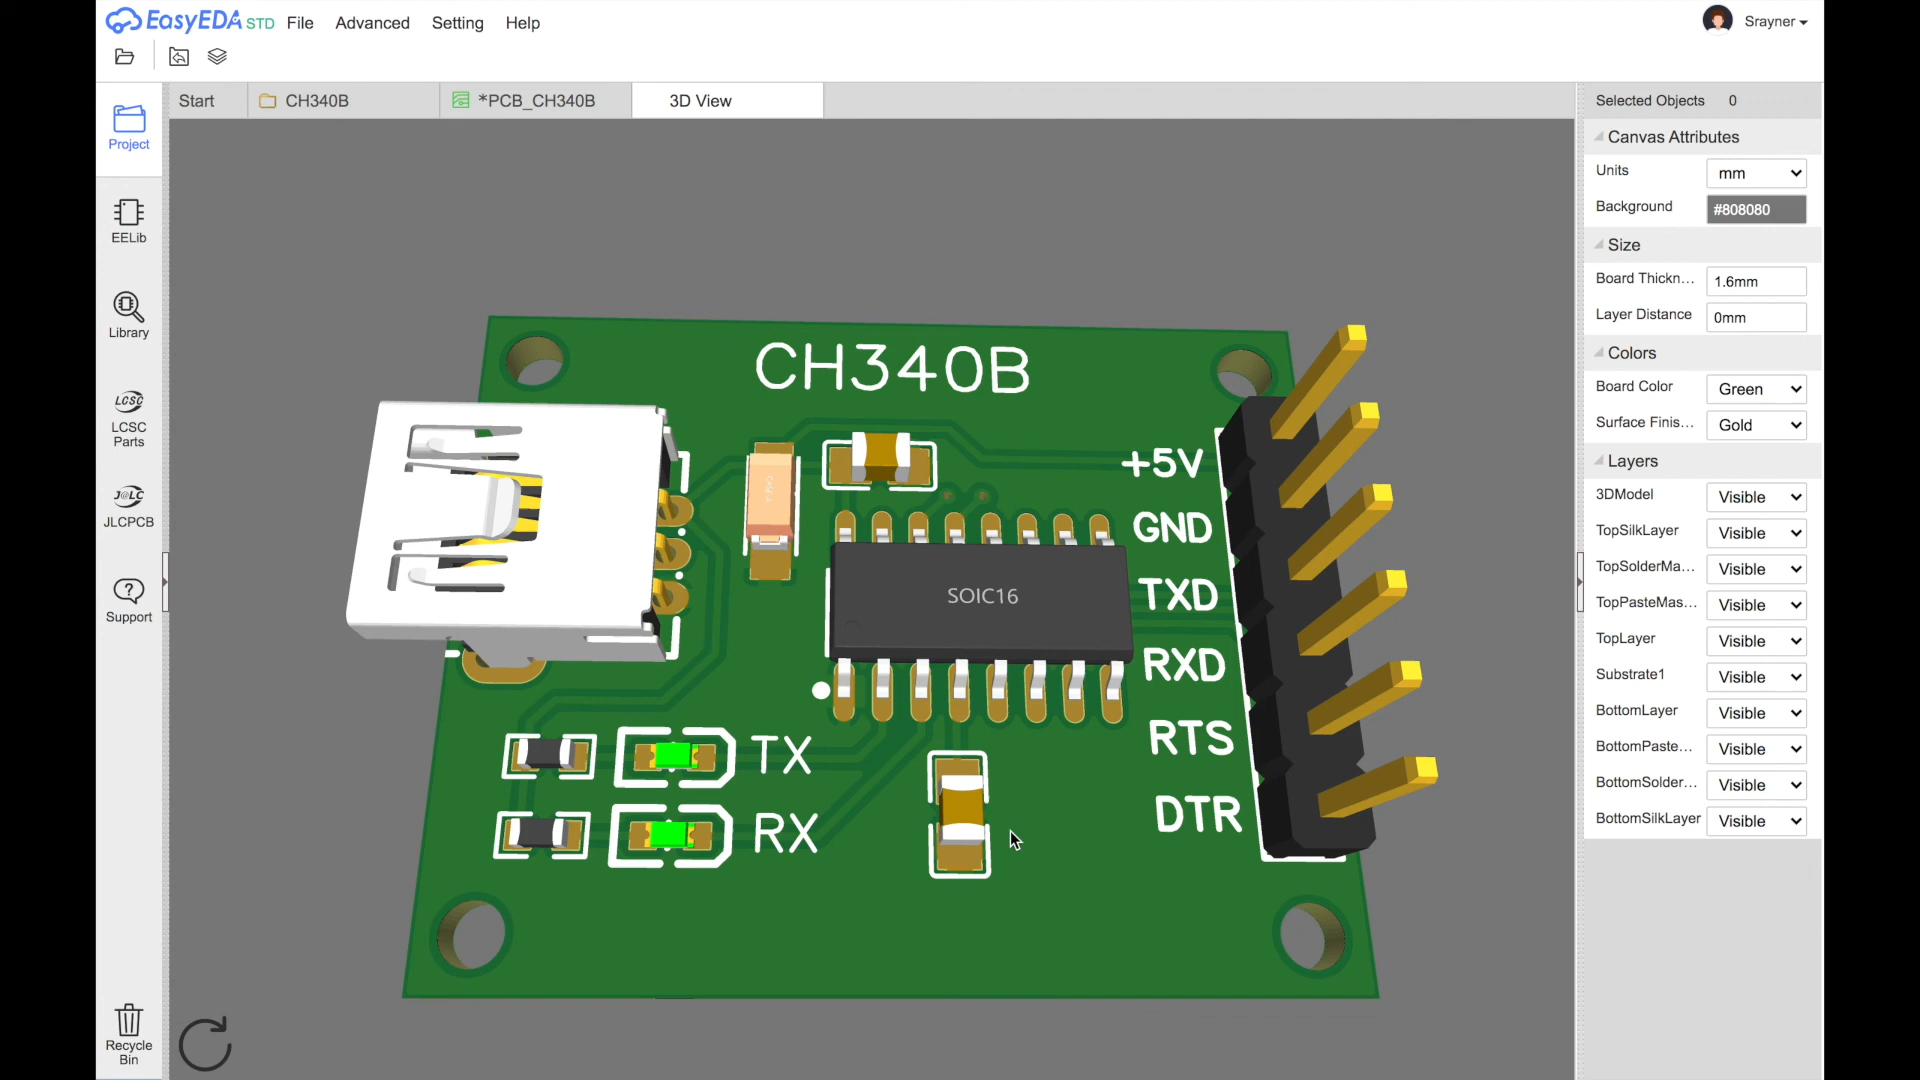 EasyEDA STD File Advanced Setting Help
Srayner
Start CH340B *PCB_CH340B 3D View
Project
EELib
Library
LCSC
LCSC
Parts
J@LC
JLCPCB
Support
Recycle
Bin
CH340B
+5V
GND
TXD
RXD
RTS
DTR
SOIC16
TX
RX
Selected Objects 0
Canvas Attributes
Units mm
Background #808080
Size
Board Thickn... 1.6mm
Layer Distance 0mm
Colors
Board Color Green
Surface Finis... Gold
Layers
3DModel Visible
TopSilkLayer Visible
TopSolderMa... Visible
TopPasteMas... Visible
TopLayer Visible
Substrate1 Visible
BottomLayer Visible
BottomPaste... Visible
BottomSolder... Visible
BottomSilkLayer Visible